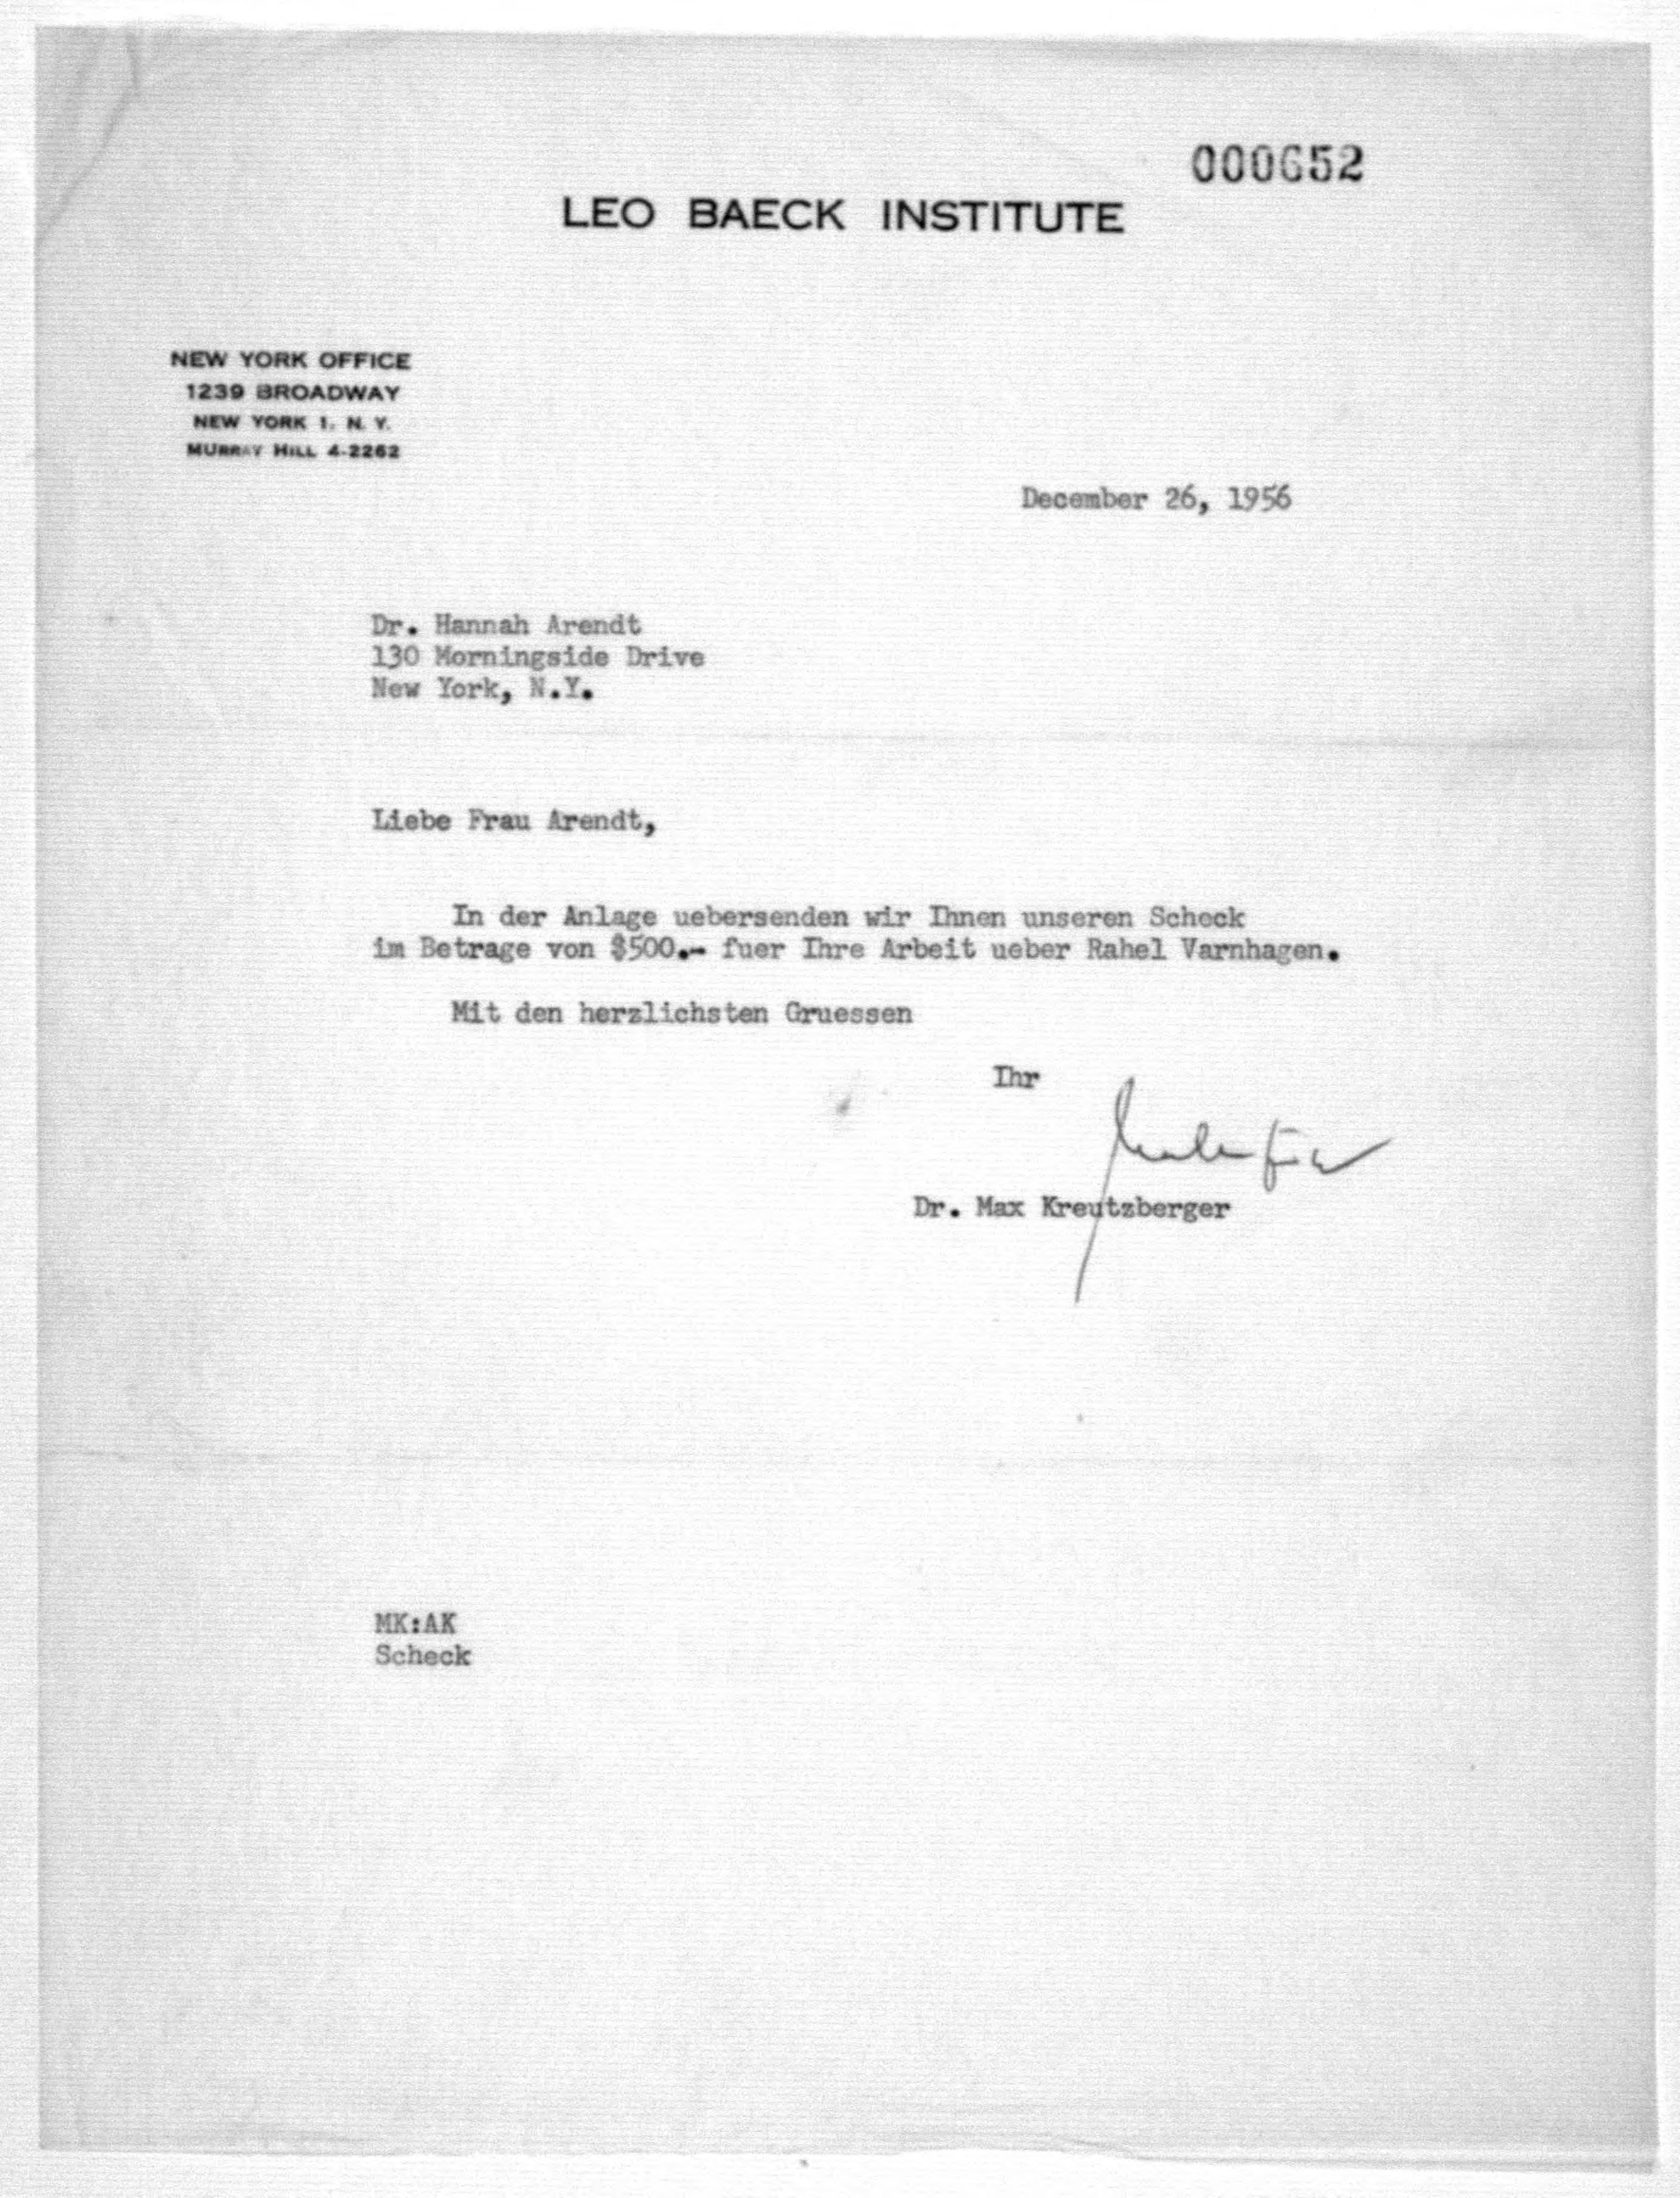 000652
LEO BAECK INSTITUTE
NEW YORK OFFICE
1239 BROADWAY
NEW YORK 1, N. Y.
MURRAY HILL 4-2262
December 26, 1956
Dr. Hannah Arendt
130 Morningside Drive
New York, N.Y.
Liebe Frau Arendt,
In der Anlage uebersenden wir Ihnen unseren Scheck
im Betrage von $500.- fuer Ihre Arbeit ueber Rahel Varnhagen.
Mit den herzlichsten Gruessen
Ihr
Dr. Max Kreutzberger
MK:AK
Scheck